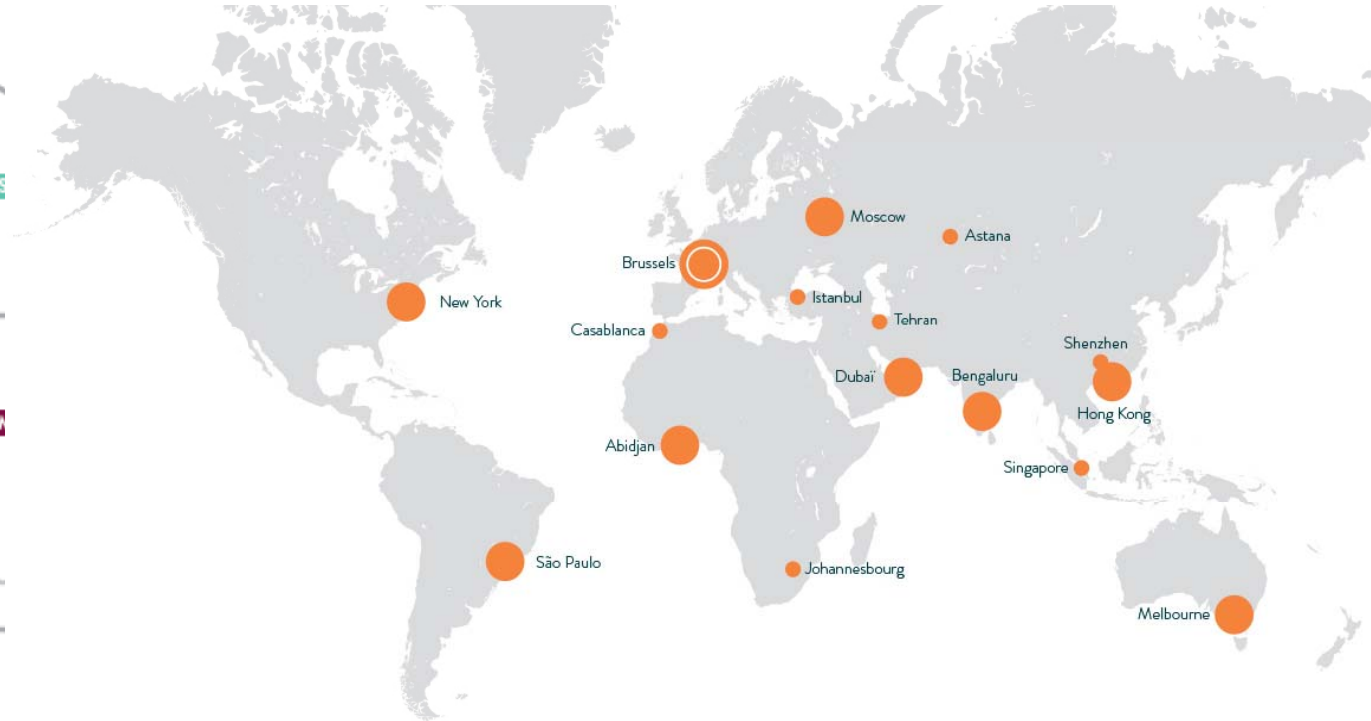 Moscow
Astana
Brussels
Istanbul
New York
Tehran
Casablanca
Shenzhen
Dubaï
Bengaluru
Hong Kong
Abidjan
Singapore
São Paulo
Johannesbourg
Melbourne